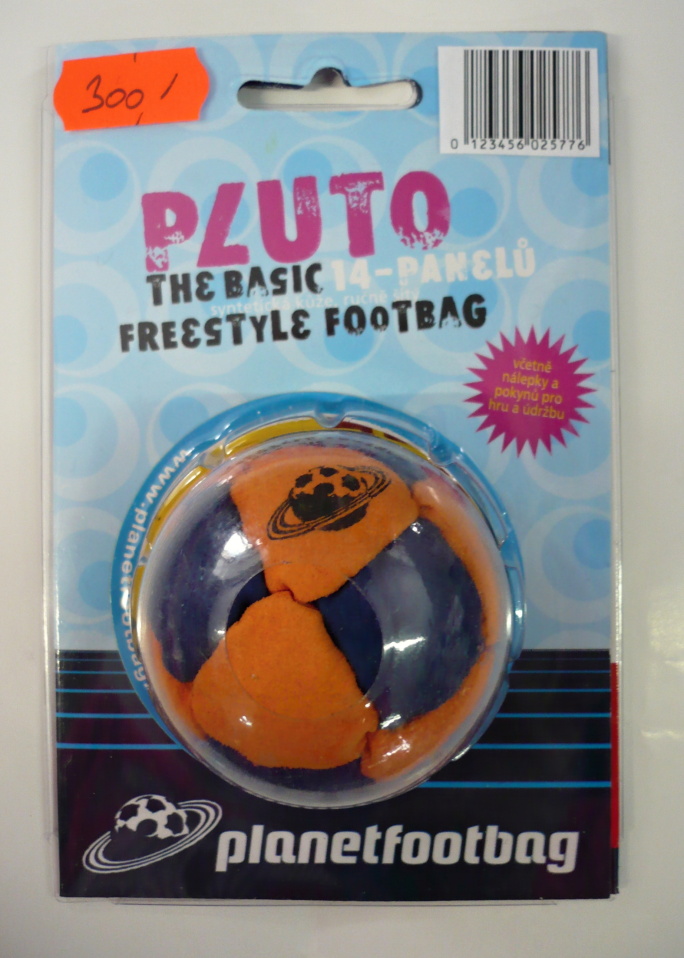 300,-
0 123456 025776
PLUTO
THE BASIC 14-PANELŮ
syntetická kůže, ručně
FREESTYLE FOOTBAG
včetně
nálepky a
pokynů pro
hru a údržbu
www.planetfootbag
planetfootbag